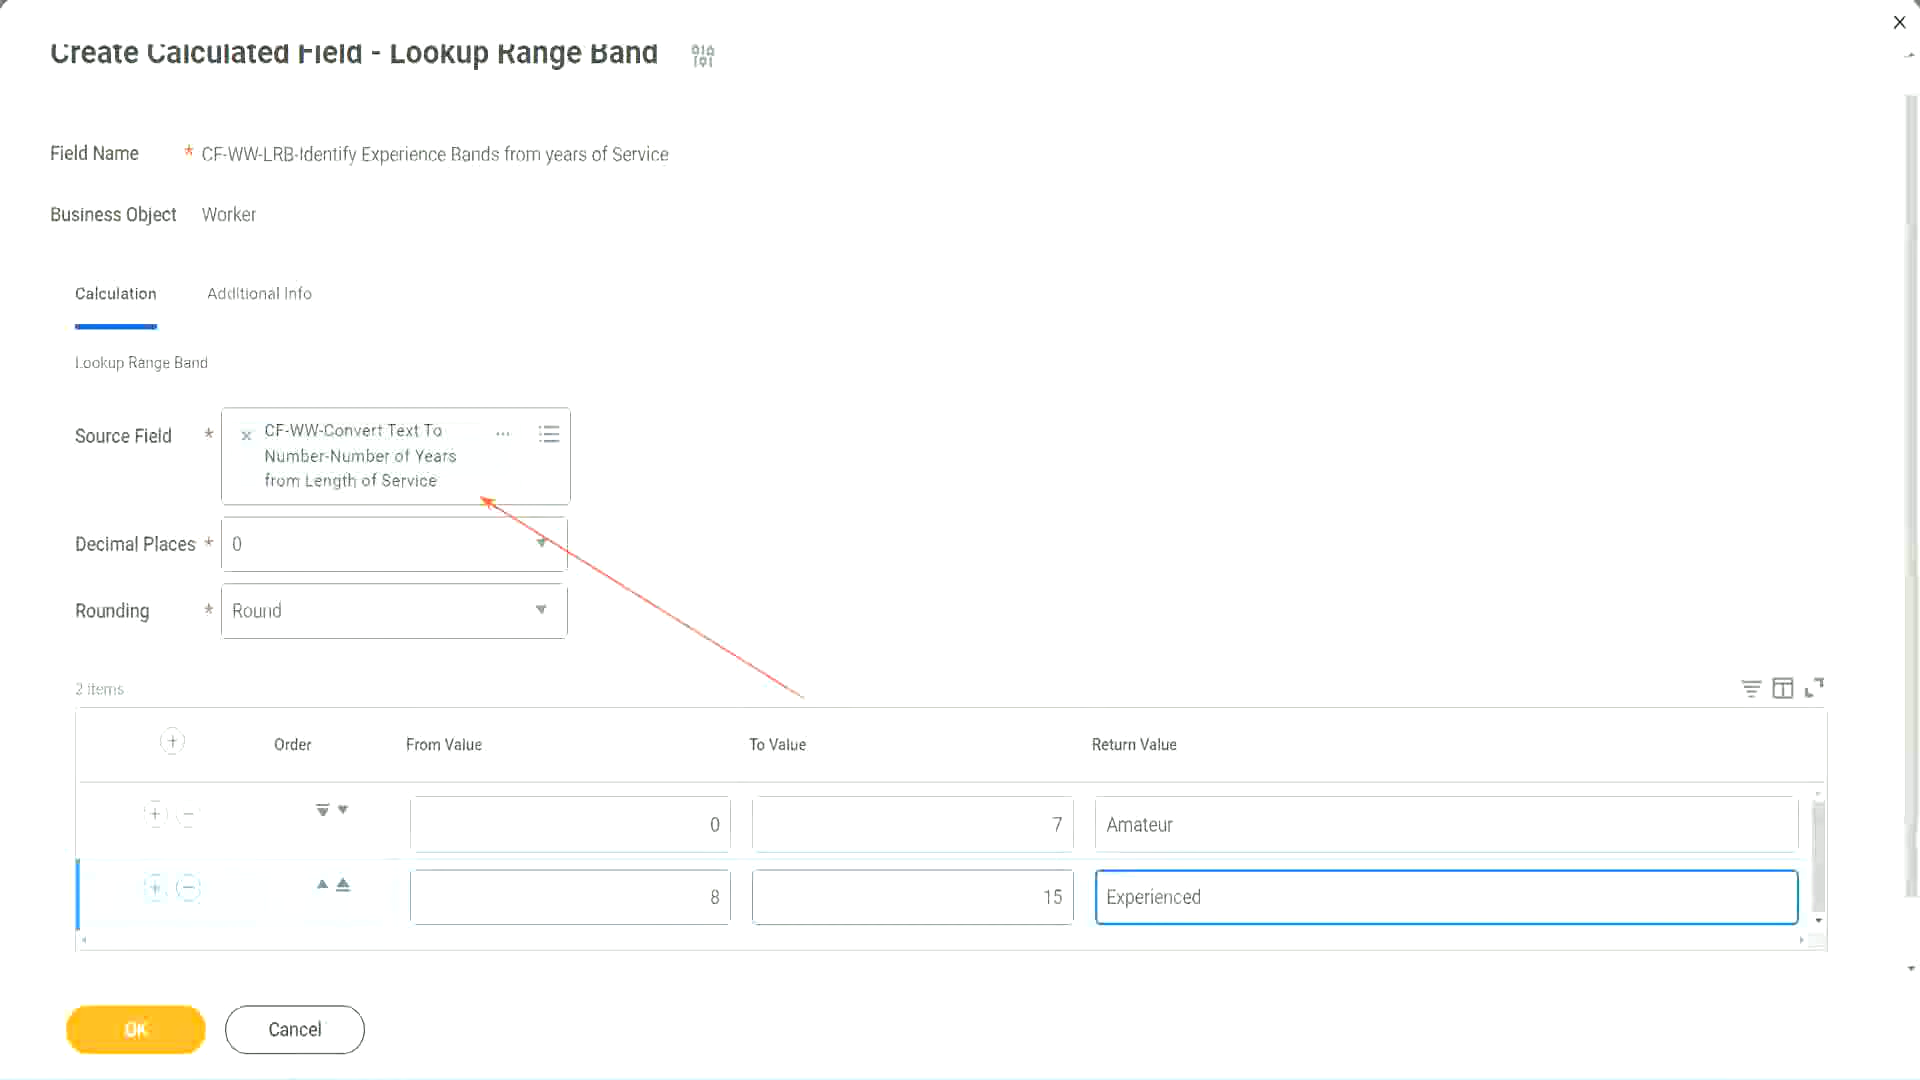 Create Calculated Field - Lookup Range Band
Field Name * CF-WW-LRB-Identify Experience Bands from years of Service
Business Object Worker
Calculation Additional Info
Lookup Range Band
Source Field * × CF-WW-Convert Text To
Number-Number of Years
from Length of Service
Decimal Places * 0
Rounding * Round
2 items
Order From Value To Value Return Value
0 7 Amateur
8 15 Experienced
OK Cancel